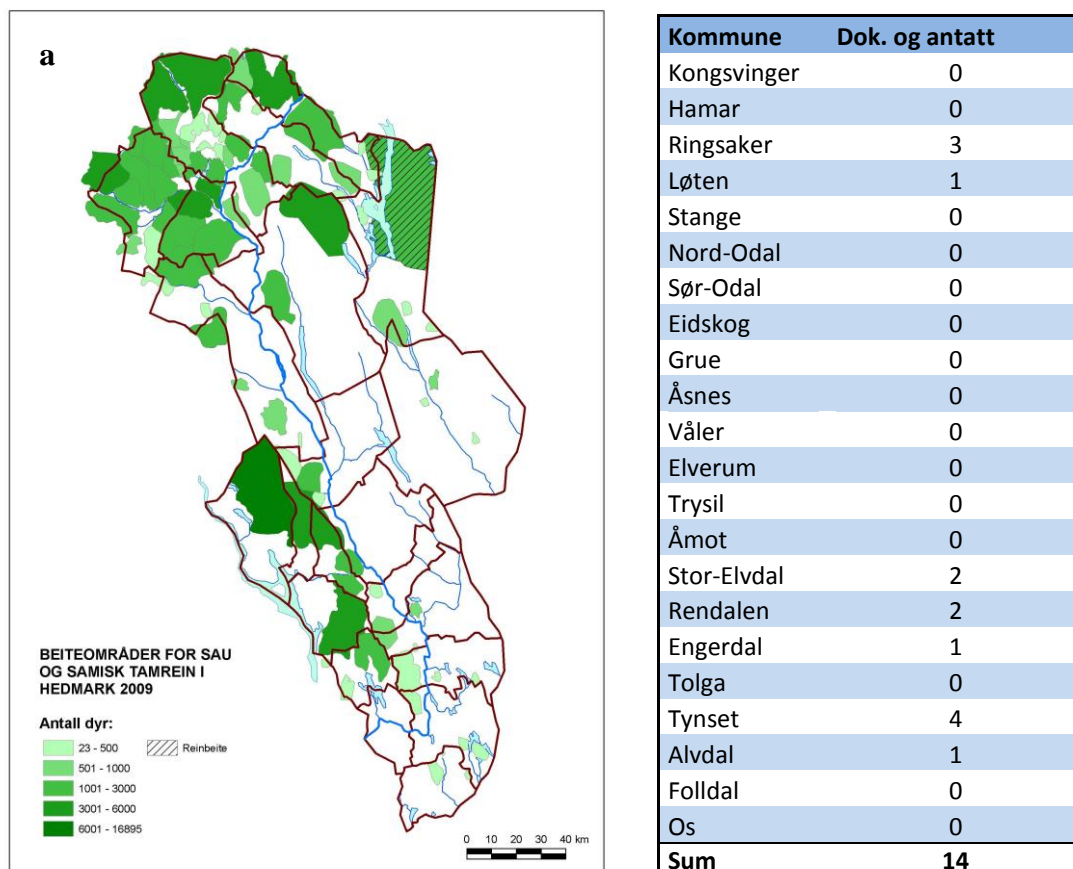 a
BEITEOMRÅDER FOR SAU
OG SAMISK TAMREIN I
HEDMARK 2009
Antall dyr:
23 - 500 Reinbeite
501 - 1000
1001 - 3000
3001 - 6000
6001 - 16895
0 10 20 30 40 km
Kommune Dok. og antatt
Kongsvinger 0
Hamar 0
Ringsaker 3
Løten 1
Stange 0
Nord-Odal 0
Sør-Odal 0
Eidskog 0
Grue 0
Åsnes 0
Våler 0
Elverum 0
Trysil 0
Åmot 0
Stor-Elvdal 2
Rendalen 2
Engerdal 1
Tolga 0
Tynset 4
Alvdal 1
Folldal 0
Os 0
Sum 14